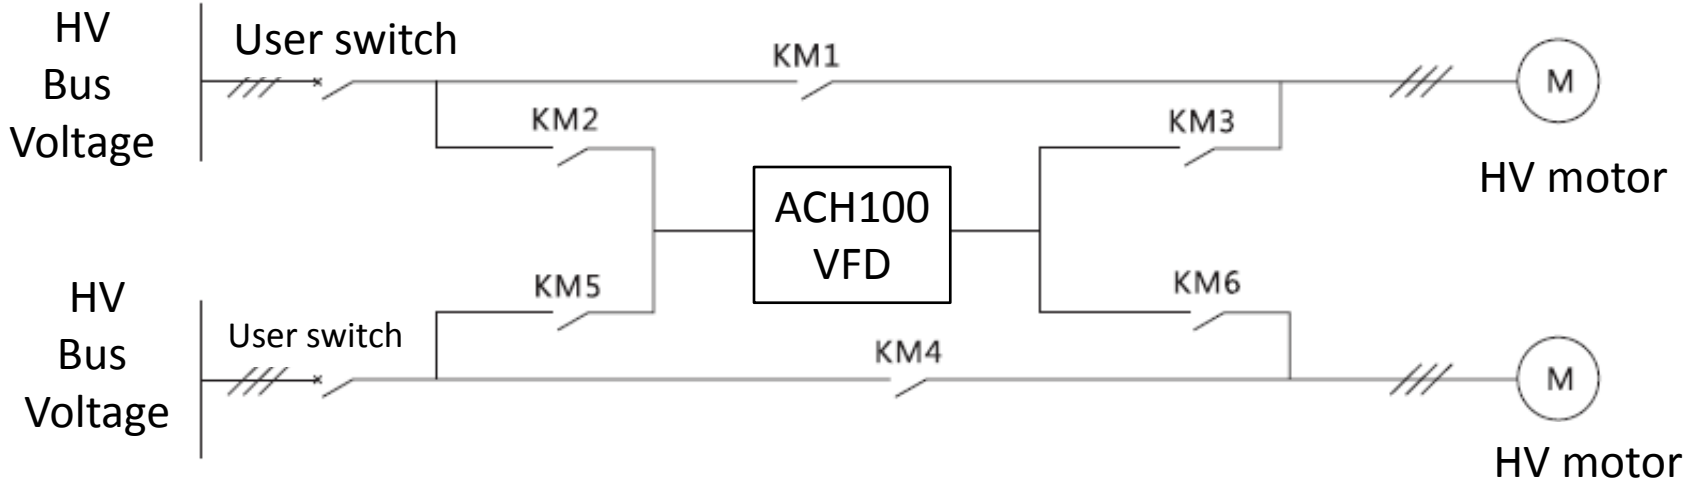 HV
Bus
Voltage
User switch
KM1
M
KM2
KM3
HV motor
ACH100
VFD
KM5
KM6
HV
Bus
Voltage
User switch
KM4
M
HV motor